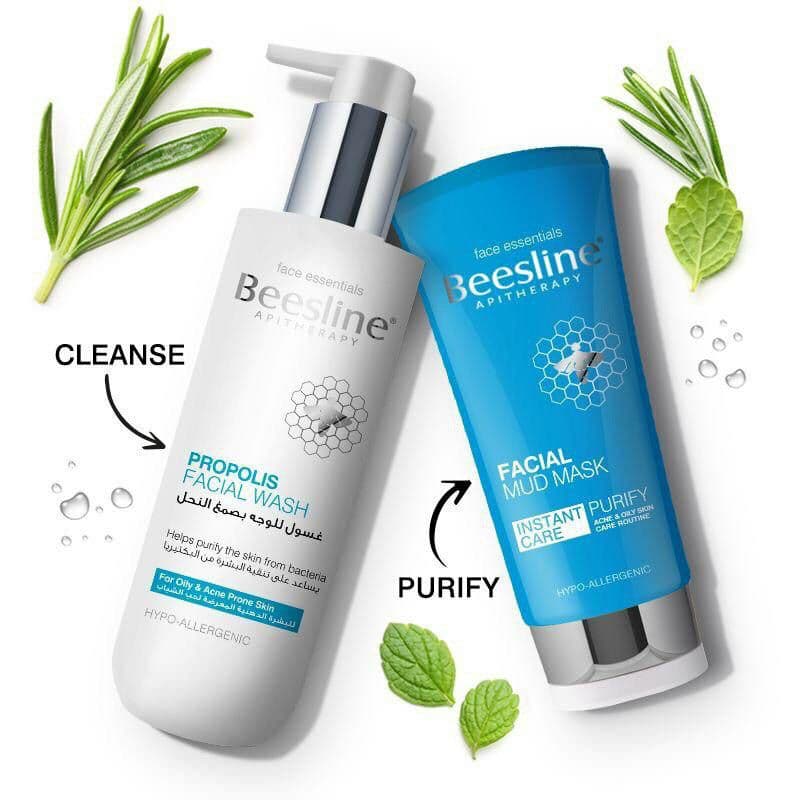 CLEANSE
face essentials
Beesline®
APITHERAPY
PROPOLIS
FACIAL WASH
غسول للوجه بصمغ النحل
Helps purify the skin from bacteria
يساعد على تنقية البشرة من البكتيريا
For Oily & Acne Prone Skin
للبشرة الدهنية المعرضة لحب الشباب
HYPO-ALLERGENIC
face essentials
Beesline®
APITHERAPY
FACIAL
MUD MASK
INSTANT
CARE
PURIFY
ACNE & OILY SKIN
CARE ROUTINE
HYPO-ALLERGENIC
PURIFY